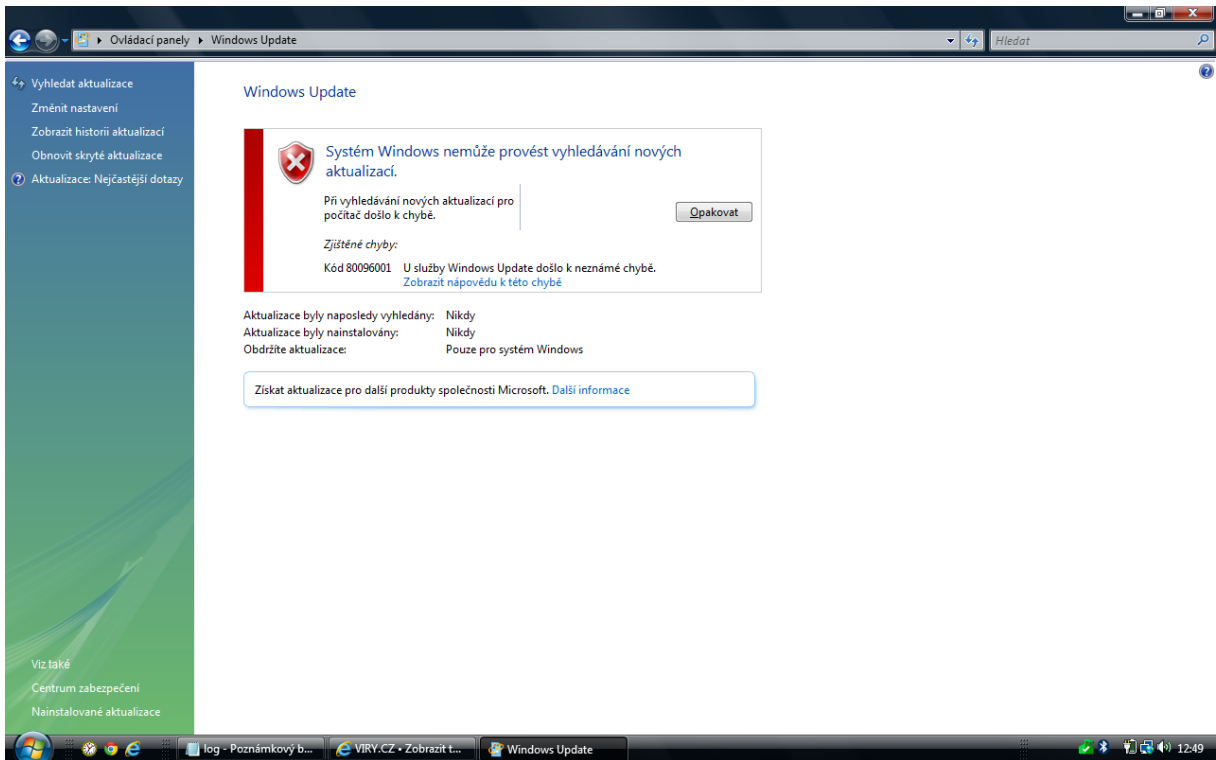 Ovládací panely
Windows Update
Hledat
Vyhledat aktualizace
Změnit nastavení
Zobrazit historii aktualizací
Obnovit skryté aktualizace
Aktualizace: Nejčastější dotazy
Windows Update
Systém Windows nemůže provést vyhledávání nových
aktualizací.
Při vyhledávání nových aktualizací pro
počítač došlo k chybě.
Opakovat
Zjištěné chyby:
Kód 80096001 U služby Windows Update došlo k neznámé chybě.
Zobrazit nápovědu k této chybě
Aktualizace byly naposledy vyhledány: Nikdy
Aktualizace byly nainstalovány: Nikdy
Obdržíte aktualizace: Pouze pro systém Windows
Získat aktualizace pro další produkty společnosti Microsoft. Další informace
Viz také
Centrum zabezpečení
Nainstalované aktualizace
log - Poznámkový b...
VIRY.CZ • Zobrazit t...
Windows Update
12:49